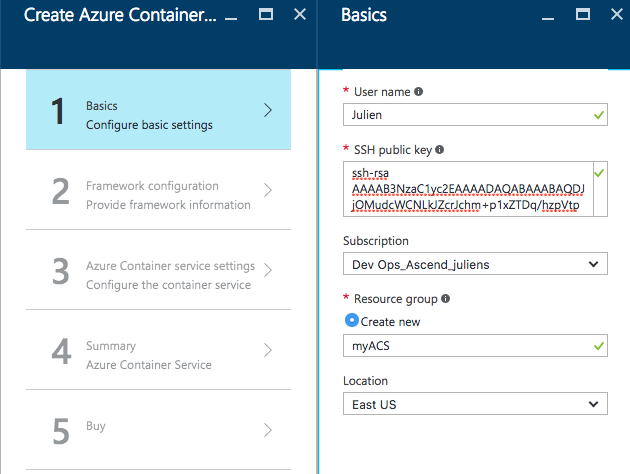 Create Azure Container...
1
Basics
Configure basic settings
2
Framework configuration
Provide framework information
3
Azure Container service settings
Configure the container service
4
Summary
Azure Container Service
5
Buy
Basics
* User name
Julien
* SSH public key
ssh-rsa
AAAAB3NzaC1yc2EAAAADAQABAAABAQDJ
jOMudcWCNLkJZcrJchm+p1xZTDq/hzpVtp
Subscription
Dev Ops_Ascend_juliens
* Resource group
Create new
myACS
Location
East US